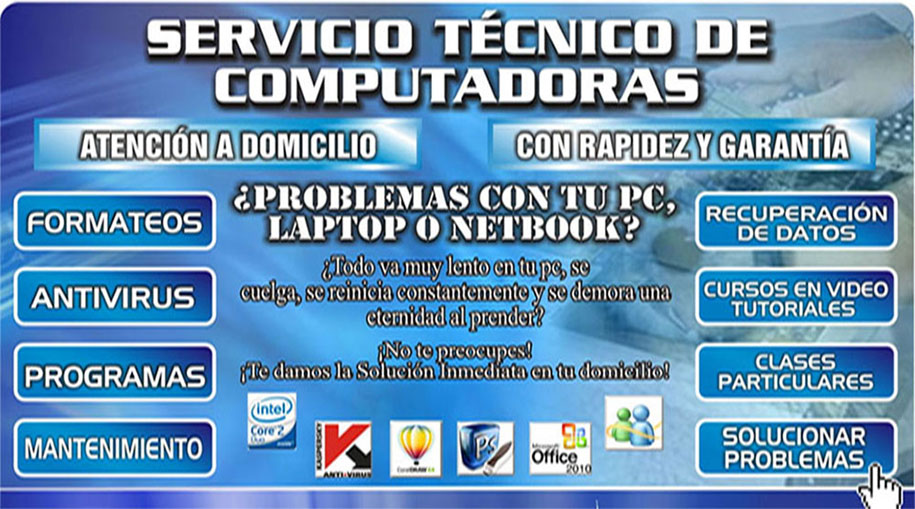 SERVICIO TÉCNICO DE
COMPUTADORAS
ATENCIÓN A DOMICILIO
CON RAPIDEZ Y GARANTÍA
FORMATEOS
ANTIVIRUS
PROGRAMAS
MANTENIMIENTO
¿PROBLEMAS CON TU PC,
LAPTOP O NETBOOK?
¿Todo va muy lento en tu pc, se
cuelga, se reinicia constantemente y se demora una
eternidad al prender?
¡No te preocupes!
¡Te damos la Solución Inmediata en tu domicilio!
intel
Core 2
Duo
KASPERSKY
ANTI-VIRUS
CorelDRAW
PC
Microsoft
Office
2010
RECUPERACIÓN
DE DATOS
CURSOS EN VIDEO
TUTORIALES
CLASES
PARTICULARES
SOLUCIONAR
PROBLEMAS